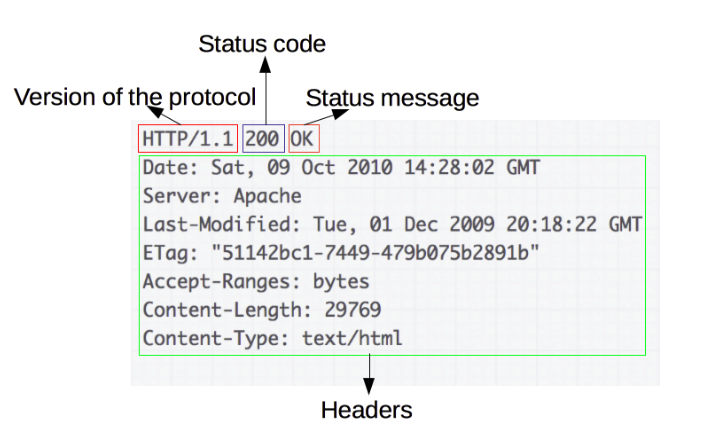 Status code
Version of the protocol
Status message
HTTP/1.1 200 OK
Date: Sat, 09 Oct 2010 14:28:02 GMT
Server: Apache
Last-Modified: Tue, 01 Dec 2009 20:18:22 GMT
ETag: "51142bc1-7449-479b075b2891b"
Accept-Ranges: bytes
Content-Length: 29769
Content-Type: text/html
Headers